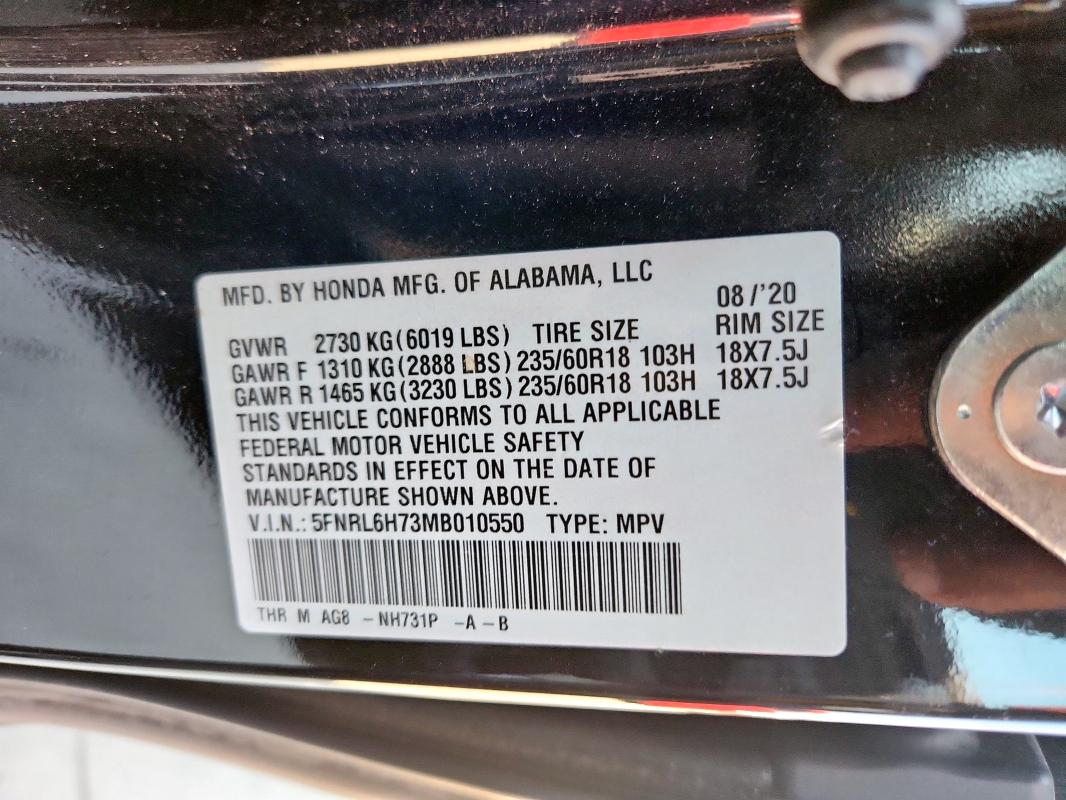 MFD. BY HONDA MFG. OF ALABAMA, LLC 08/'20
GVWR 2730 KG(6019 LBS) TIRE SIZE RIM SIZE
GAWR F 1310 KG(2888 LBS) 235/60R18 103H 18X7.5J
GAWR R 1465 KG(3230 LBS) 235/60R18 103H 18X7.5J
THIS VEHICLE CONFORMS TO ALL APPLICABLE
FEDERAL MOTOR VEHICLE SAFETY
STANDARDS IN EFFECT ON THE DATE OF
MANUFACTURE SHOWN ABOVE.
V.I.N.: 5FNRL6H73MB010550 TYPE: MPV
THR M AG8 -NH731P -A-B